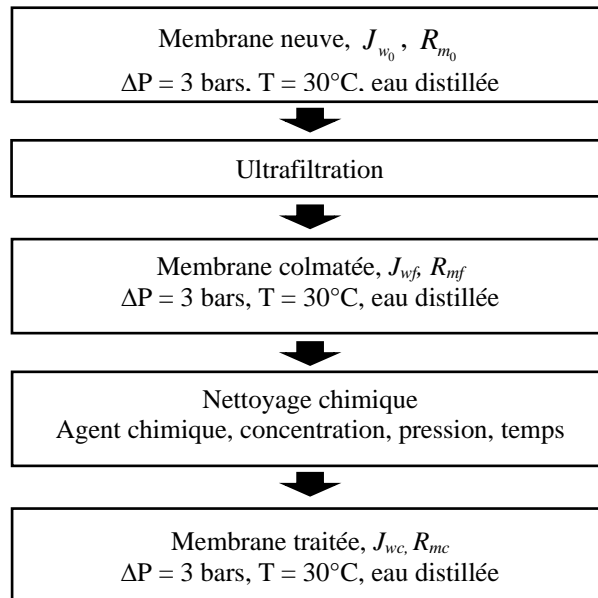 Membrane neuve, J_{w_0} , R_{m_0}
ΔP = 3 bars. T = 30°C. eau distillée
Ultrafiltration
Membrane colmatée, J_{wf}, R_{mf}
ΔP = 3 bars, T = 30°C, eau distillée
Nettoyage chimique
Agent chimique, concentration, pression, temps
Membrane traitée, J_{wc}, R_{mc}
ΔP = 3 bars, T = 30°C, eau distillée